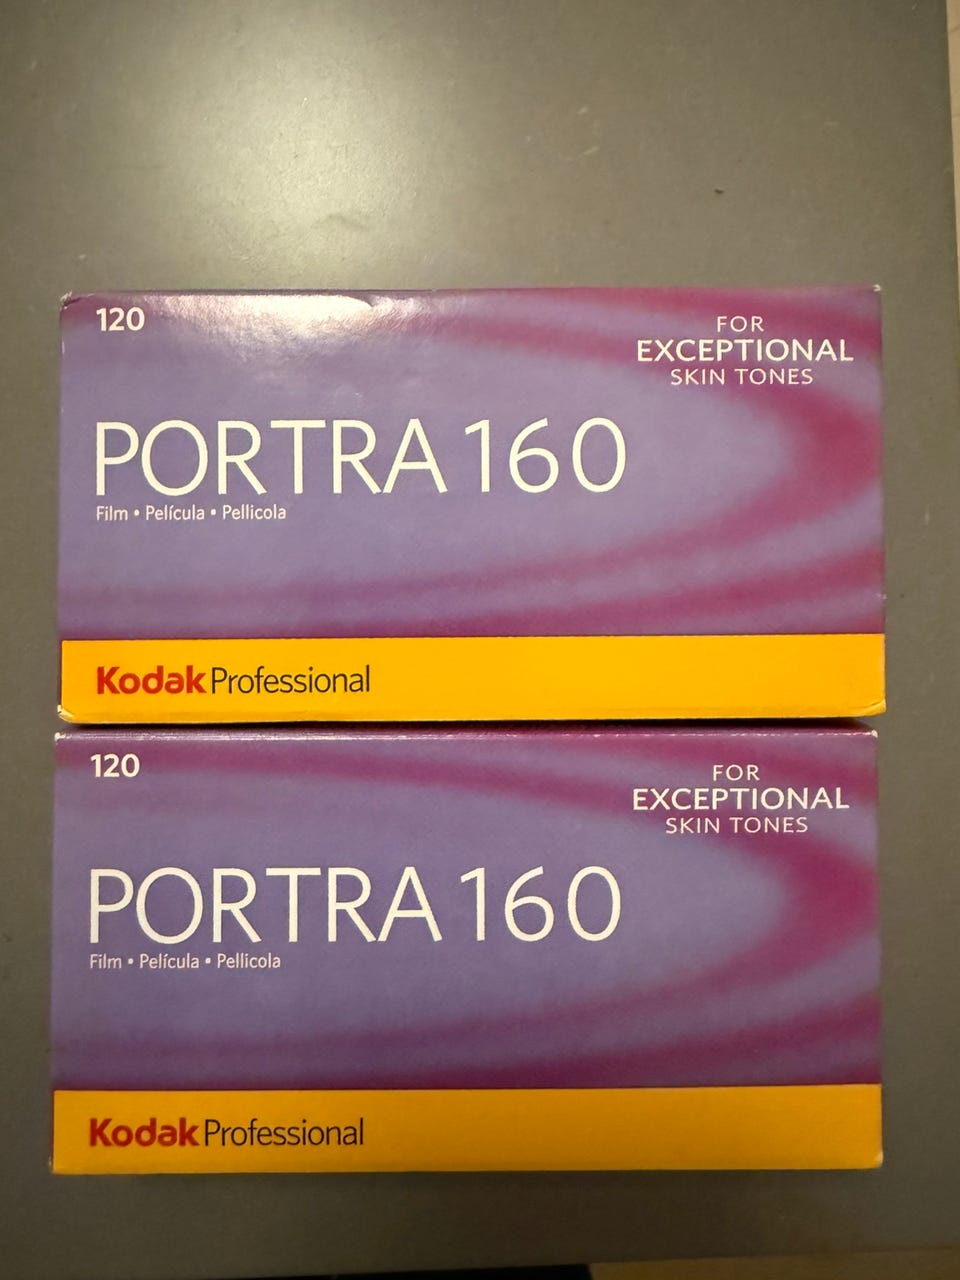 120
FOR
EXCEPTIONAL
SKIN TONES
PORTRA 160
Film • Película • Pellicola
Kodak Professional
120
FOR
EXCEPTIONAL
SKIN TONES
PORTRA 160
Film • Película • Pellicola
Kodak Professional